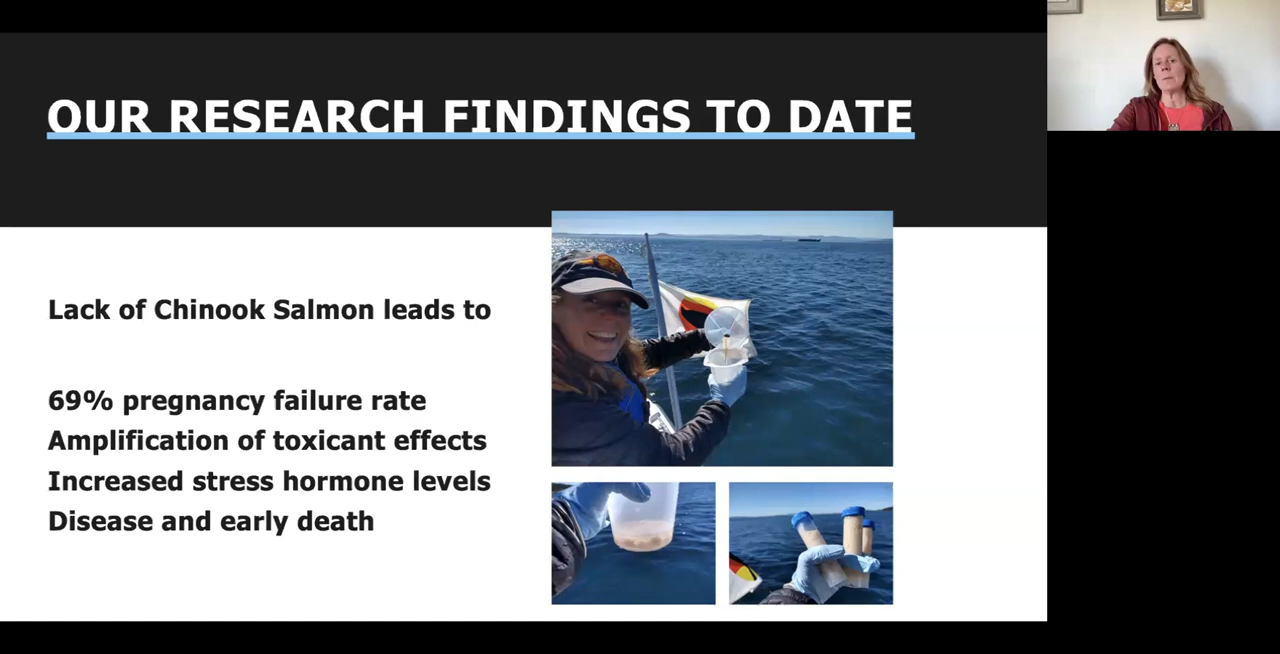 OUR RESEARCH FINDINGS TO DATE
Lack of Chinook Salmon leads to
69% pregnancy failure rate
Amplification of toxicant effects
Increased stress hormone levels
Disease and early death